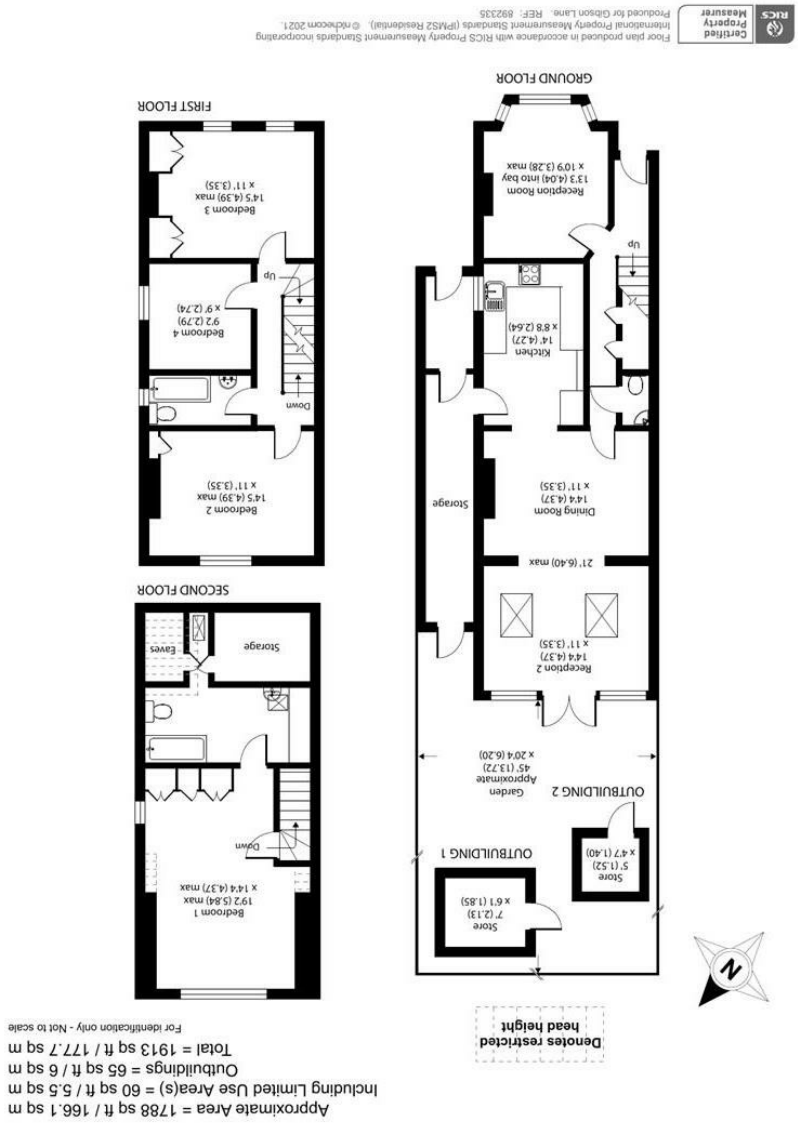 Approximate Area = 1788 sq ft / 166.1 sq m
Including Limited Use Area(s) = 60 sq ft / 5.5 sq m
Outbuildings = 65 sq ft / 6 sq m
Total = 1913 sq ft / 177.7 sq m
For identification only - Not to scale
Denotes restricted
head height
N
Store
7' (2.13)
x 6'1 (1.85)
OUTBUILDING 1
Store
5' (1.52)
x 4'7 (1.40)
OUTBUILDING 2
Garden
Approximate
45' (13.72)
x 20'4 (6.20)
Reception 2
14'4 (4.37)
x 11' (3.35)
21' (6.40) max
Dining Room
14'4 (4.37)
x 11' (3.35)
Storage
Kitchen
14' (4.27)
x 8'8 (2.64)
Up
Reception Room
13'3 (4.04) into bay
x 10'9 (3.28) max
GROUND FLOOR
Bedroom 1
19'2 (5.84) max
x 14'4 (4.37) max
Down
Storage
Eaves
SECOND FLOOR
Bedroom 2
14'5 (4.39) max
x 11' (3.35)
Down
Bedroom 4
9'2 (2.79)
x 9' (2.74)
Up
Bedroom 3
14'5 (4.39) max
x 11' (3.35)
FIRST FLOOR
RICS
Certified
Property
Measurer
Floor plan produced in accordance with RICS Property Measurement Standards incorporating
International Property Measurement Standards (IPMS2 Residential). © nichecom 2021.
Produced for Gibson Lane. REF: 892335